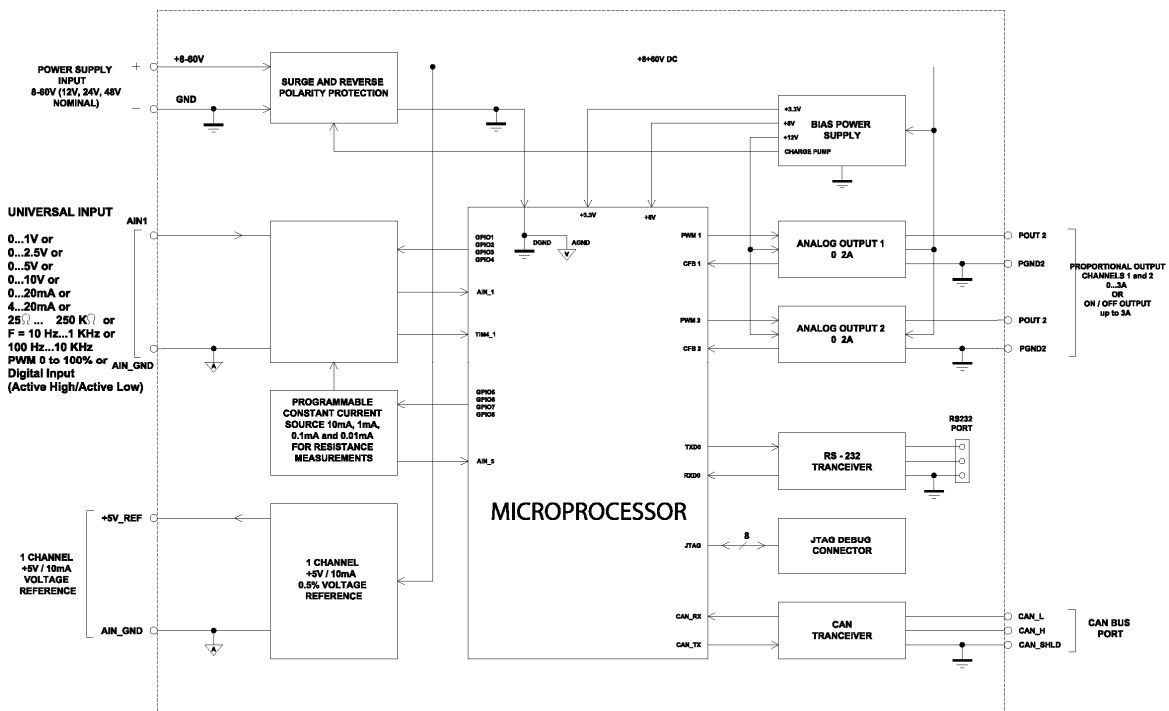 POWER SUPPLY
INPUT
8-60V (12V, 24V, 48V
NOMINAL)
+
−
+8-60V
GND
SURGE AND REVERSE
POLARITY PROTECTION
+8+60V DC
+3.3V
+5V
+12V
CHARGE PUMP
BIAS POWER
SUPPLY
UNIVERSAL INPUT
0...1V or
0...2.5V or
0...5V or
0...10V or
0...20mA or
4...20mA or
25Ω ... 250 KΩ or
F = 10 Hz...1 KHz or
100 Hz...10 KHz
PWM 0 to 100% or
Digital Input
(Active High/Active Low)
AIN1
AIN_GND
A
GPIO1
GPIO2
GPIO3
GPIO4
AIN_1
TIM4_1
GPIO5
GPIO6
GPIO7
GPIO8
AIN_5
+3.3V
+5V
DGND
AGND
V
PROGRAMMABLE
CONSTANT CURRENT
SOURCE 10mA, 1mA,
0.1mA and 0.01mA
FOR RESISTANCE
MEASUREMENTS
MICROPROCESSOR
PWM 1
CFB 1
PWM 2
CFB 2
TXD0
RXD0
JTAG
8
CAN_RX
CAN_TX
ANALOG OUTPUT 1
0 2A
ANALOG OUTPUT 2
0 2A
POUT 2
PGND2
POUT 2
PGND2
PROPORTIONAL OUTPUT
CHANNELS 1 and 2
0...3A
OR
ON / OFF OUTPUT
up to 3A
RS - 232
TRANCEIVER
RS232
PORT
JTAG DEBUG
CONNECTOR
CAN
TRANCEIVER
CAN_L
CAN_H
CAN_SHLD
CAN BUS
PORT
1 CHANNEL
+5V / 10mA
VOLTAGE
REFERENCE
+5V_REF
AIN_GND
A
1 CHANNEL
+5V / 10mA
0.5% VOLTAGE
REFERENCE